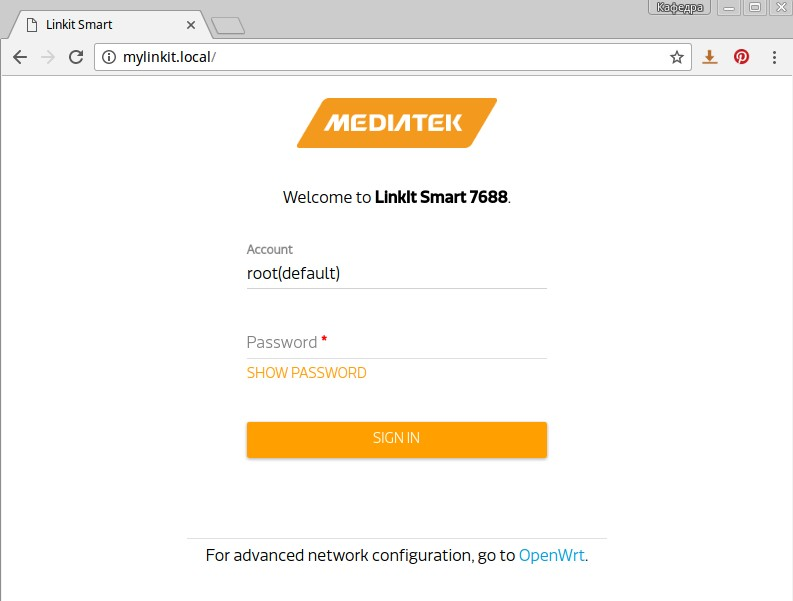 Кафедра
Linkit Smart
mylinkit.local/
MEDIATEK
Welcome to LinkIt Smart 7688.
Account
root(default)
Password *
SHOW PASSWORD
SIGN IN
For advanced network configuration, go to OpenWrt.